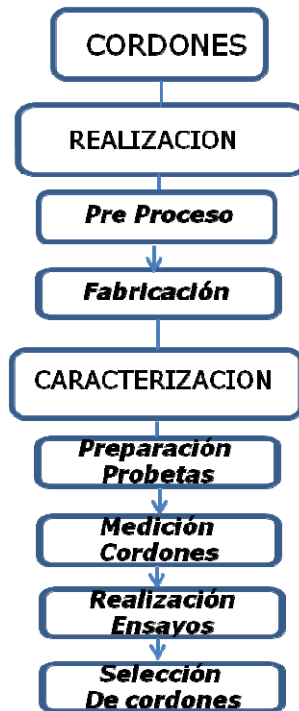 CORDONES
REALIZACION
Pre Proceso
Fabricación
CARACTERIZACION
Preparación
Probetas
Medición
Cordones
Realización
Ensayos
Selección
De cordones